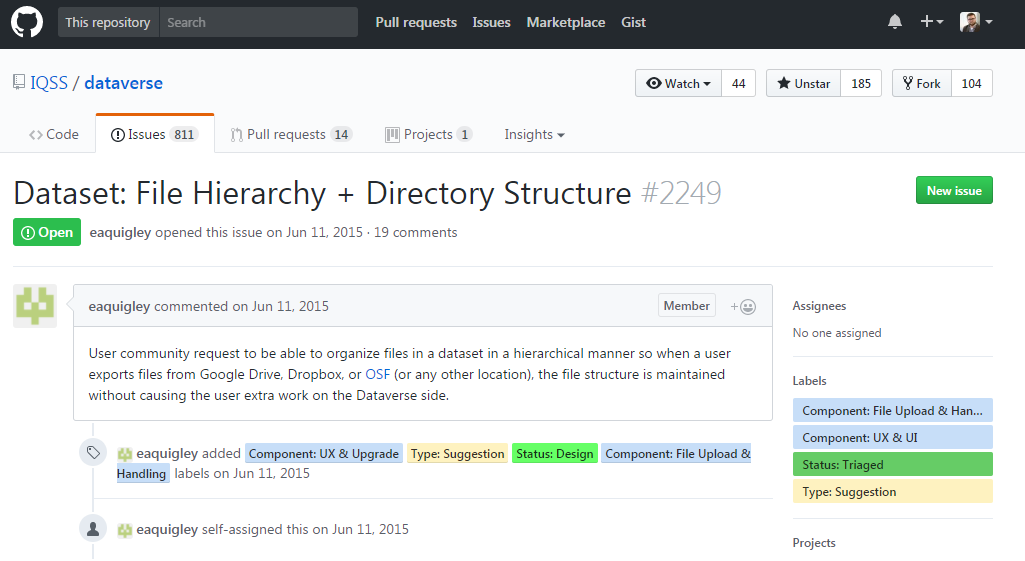 This repository Search Pull requests Issues Marketplace Gist
IQSS / dataverse Watch 44 Unstar 185 Fork 104
Code Issues 811 Pull requests 14 Projects 1 Insights
Dataset: File Hierarchy + Directory Structure #2249 New issue
Open eaquigley opened this issue on Jun 11, 2015 · 19 comments
eaquigley commented on Jun 11, 2015 Member
User community request to be able to organize files in a dataset in a hierarchical manner so when a user
exports files from Google Drive, Dropbox, or OSF (or any other location), the file structure is maintained
without causing the user extra work on the Dataverse side.
eaquigley added Component: UX & Upgrade Type: Suggestion Status: Design Component: File Upload &
Handling labels on Jun 11, 2015
eaquigley self-assigned this on Jun 11, 2015
Assignees
No one assigned
Labels
Component: File Upload & Han...
Component: UX & UI
Status: Triaged
Type: Suggestion
Projects